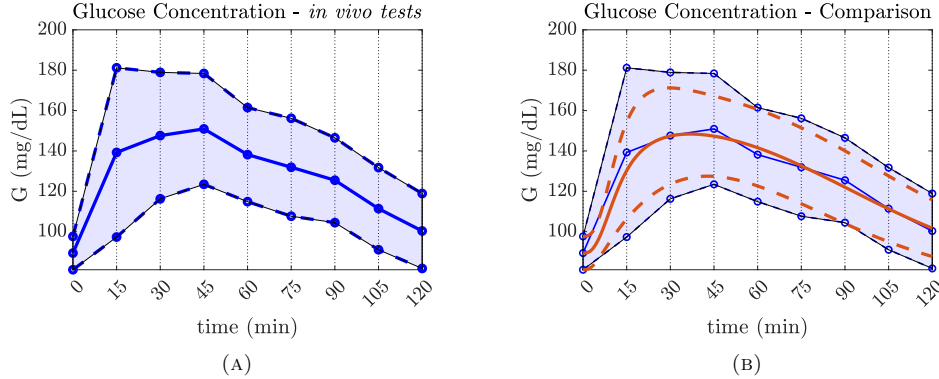 Glucose Concentration - in vivo tests
G (mg/dL)
200
180
160
140
120
100
0 15 30 45 60 75 90 105 120
time (min)
(A)
Glucose Concentration - Comparison
G (mg/dL)
200
180
160
140
120
100
0 15 30 45 60 75 90 105 120
time (min)
(B)